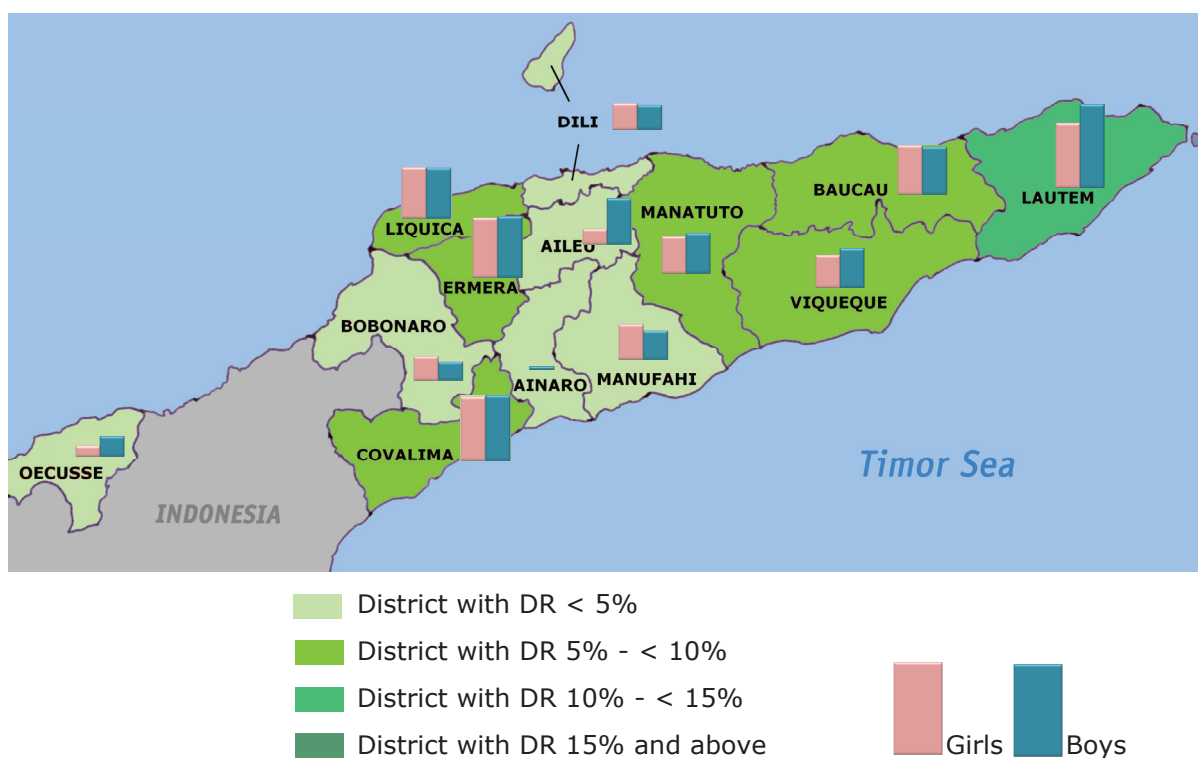 DILI
BAUCAU
LAUTEM
MANATUTO
LIQUICA
AILEU
ERMERA
VIQUEQUE
BOBONARO
AINARO
MANUFAHI
COVALIMA
OECUSSE
Timor Sea
INDONESIA
District with DR < 5%
District with DR 5% - < 10%
District with DR 10% - < 15%
District with DR 15% and above
Girls
Boys